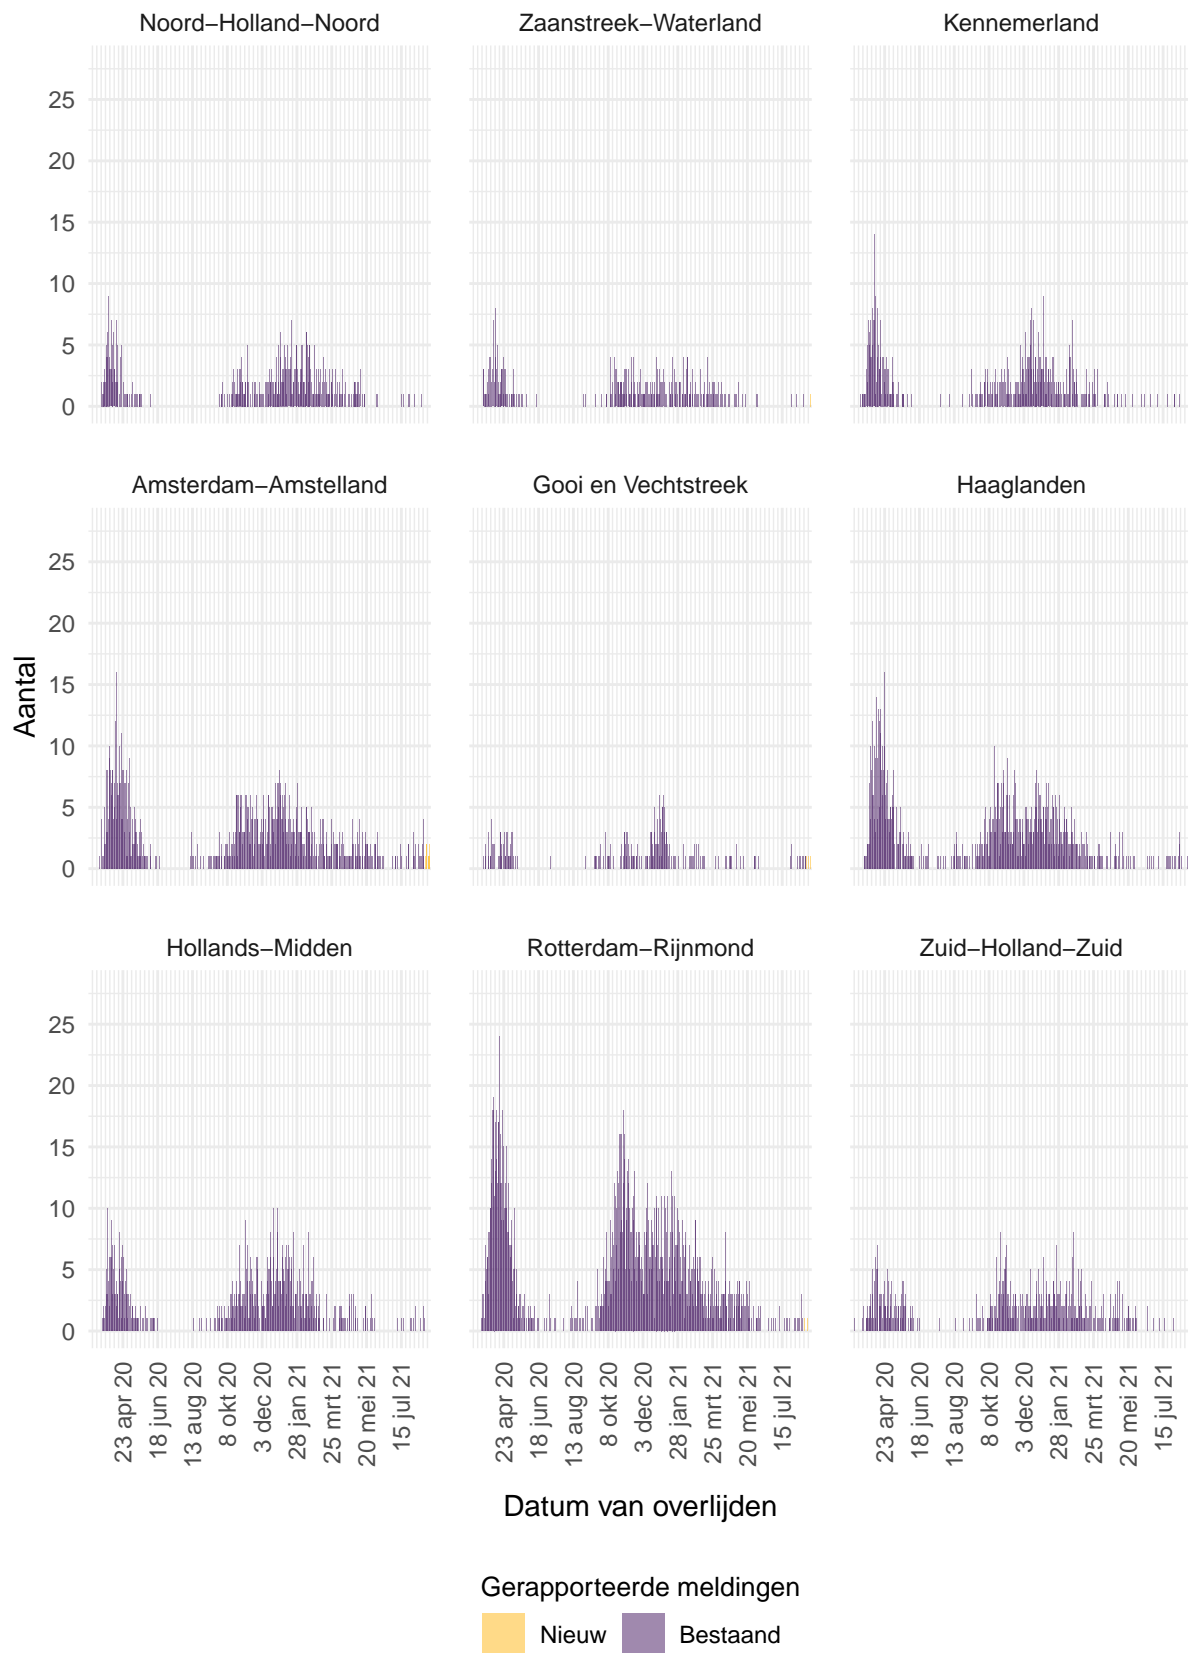 Noord−Holland−Noord
Zaanstreek−Waterland
Kennemerland
25
20
15
10
5
0
Amsterdam−Amstelland
Gooi en Vechtstreek
Haaglanden
25
20
15
10
5
0
Aantal
Hollands−Midden
Rotterdam−Rijnmond
Zuid−Holland−Zuid
25
20
15
10
5
0
23 apr 20
18 jun 20
13 aug 20
8 okt 20
3 dec 20
28 jan 21
25 mrt 21
20 mei 21
15 jul 21
23 apr 20
18 jun 20
13 aug 20
8 okt 20
3 dec 20
28 jan 21
25 mrt 21
20 mei 21
15 jul 21
23 apr 20
18 jun 20
13 aug 20
8 okt 20
3 dec 20
28 jan 21
25 mrt 21
20 mei 21
15 jul 21
Datum van overlijden
Gerapporteerde meldingen
Nieuw
Bestaand